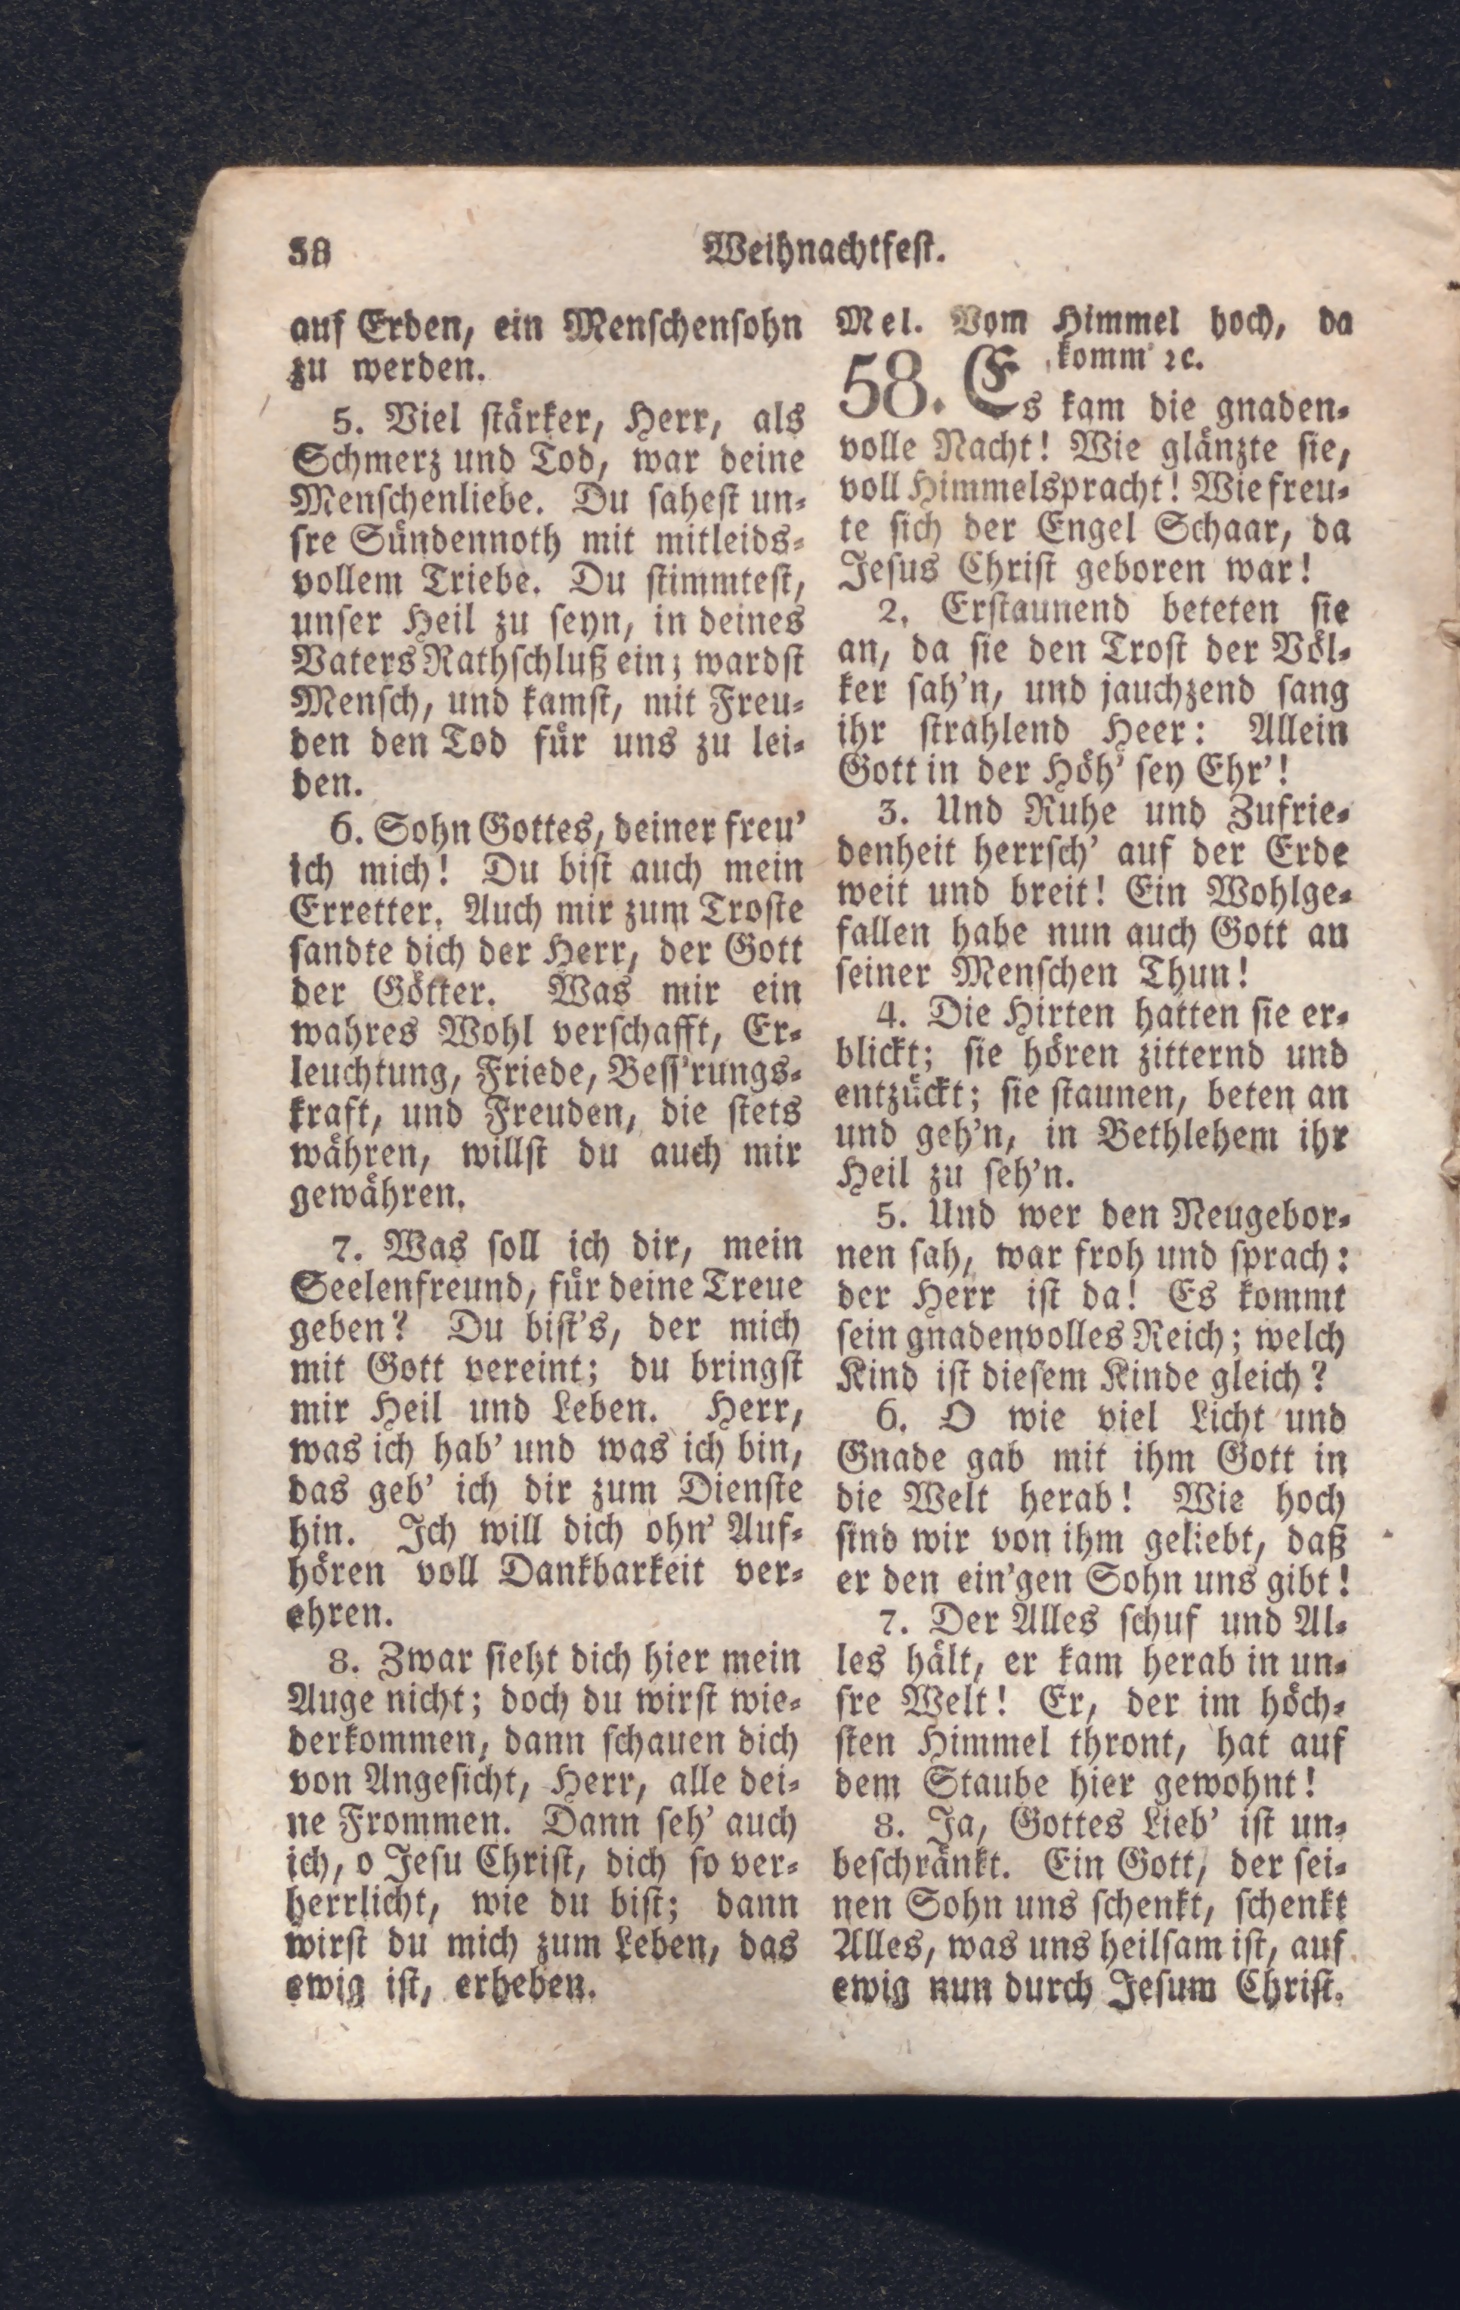 38
Weihnachtfest.
auf Erden, ein Menschensohn
zu werden.
5. Viel stärker, Herr, als
Schmerz und Tod, war deine
Menschenliebe. Du sahest un-
sre Sündennoth mit mitleids-
vollem Triebe. Du stimmtest,
unser Heil zu seyn, in deines
Vaters Rathschluß ein; wardst
Mensch, und kamst, mit Freu-
den den Tod für uns zu lei-
den.
6. Sohn Gottes, deiner freu'
ich mich! Du bist auch mein
Erretter. Auch mir zum Troste
sandte dich der Herr, der Gott
der Götter. Was mir ein
wahres Wohl verschafft, Er-
leuchtung, Friede, Bess'rungs-
kraft, und Freuden, die stets
währen, willst du auch mir
gewähren.
7. Was soll ich dir, mein
Seelenfreund, für deine Treue
geben? Du bist's, der mich
mit Gott vereint; du bringst
mir Heil und Leben. Herr,
was ich hab' und was ich bin,
das geb' ich dir zum Dienste
hin. Ich will dich ohn' Auf-
hören voll Dankbarkeit ver-
ehren.
8. Zwar sieht dich hier mein
Auge nicht; doch du wirst wie-
derkommen, dann schauen dich
von Angesicht, Herr, alle dei-
ne Frommen. Dann seh' auch
ich, o Jesu Christ, dich so ver-
herrlicht, wie du bist; dann
wirst du mich zum Leben, das
ewig ist, erheben.
Mel. Vom Himmel hoch, da
komm' ꝛc.
58. Es kam die gnaden-
volle Nacht! Wie glänzte sie,
voll Himmelspracht! Wie freu-
te sich der Engel Schaar, da
Jesus Christ geboren war!
2. Erstaunend beteten sie
an, da sie den Trost der Völ-
ker sah'n, und jauchzend sang
ihr strahlend Heer: Allein
Gott in der Höh' sey Ehr'!
3. Und Ruhe und Zufrie-
denheit herrsch' auf der Erde
weit und breit! Ein Wohlge-
fallen habe nun auch Gott an
seiner Menschen Thun!
4. Die Hirten hatten sie er-
blickt; sie hören zitternd und
entzückt; sie staunen, beten an
und geh'n, in Bethlehem ihr
Heil zu seh'n.
5. Und wer den Neugebor-
nen sah, war froh und sprach:
der Herr ist da! Es kommt
sein gnadenvolles Reich; welch
Kind ist diesem Kinde gleich?
6. O wie viel Licht und
Gnade gab mit ihm Gott in
die Welt herab! Wie hoch
sind wir von ihm geliebt, daß
er den ein'gen Sohn uns gibt!
7. Der Alles schuf und Al-
les hält, er kam herab in un-
sre Welt! Er, der im höch-
sten Himmel thront, hat auf
dem Staube hier gewohnt!
8. Ja, Gottes Lieb' ist un-
beschränkt. Ein Gott, der sei-
nen Sohn uns schenkt, schenkt
Alles, was uns heilsam ist, auf
ewig nun durch Jesum Christ.